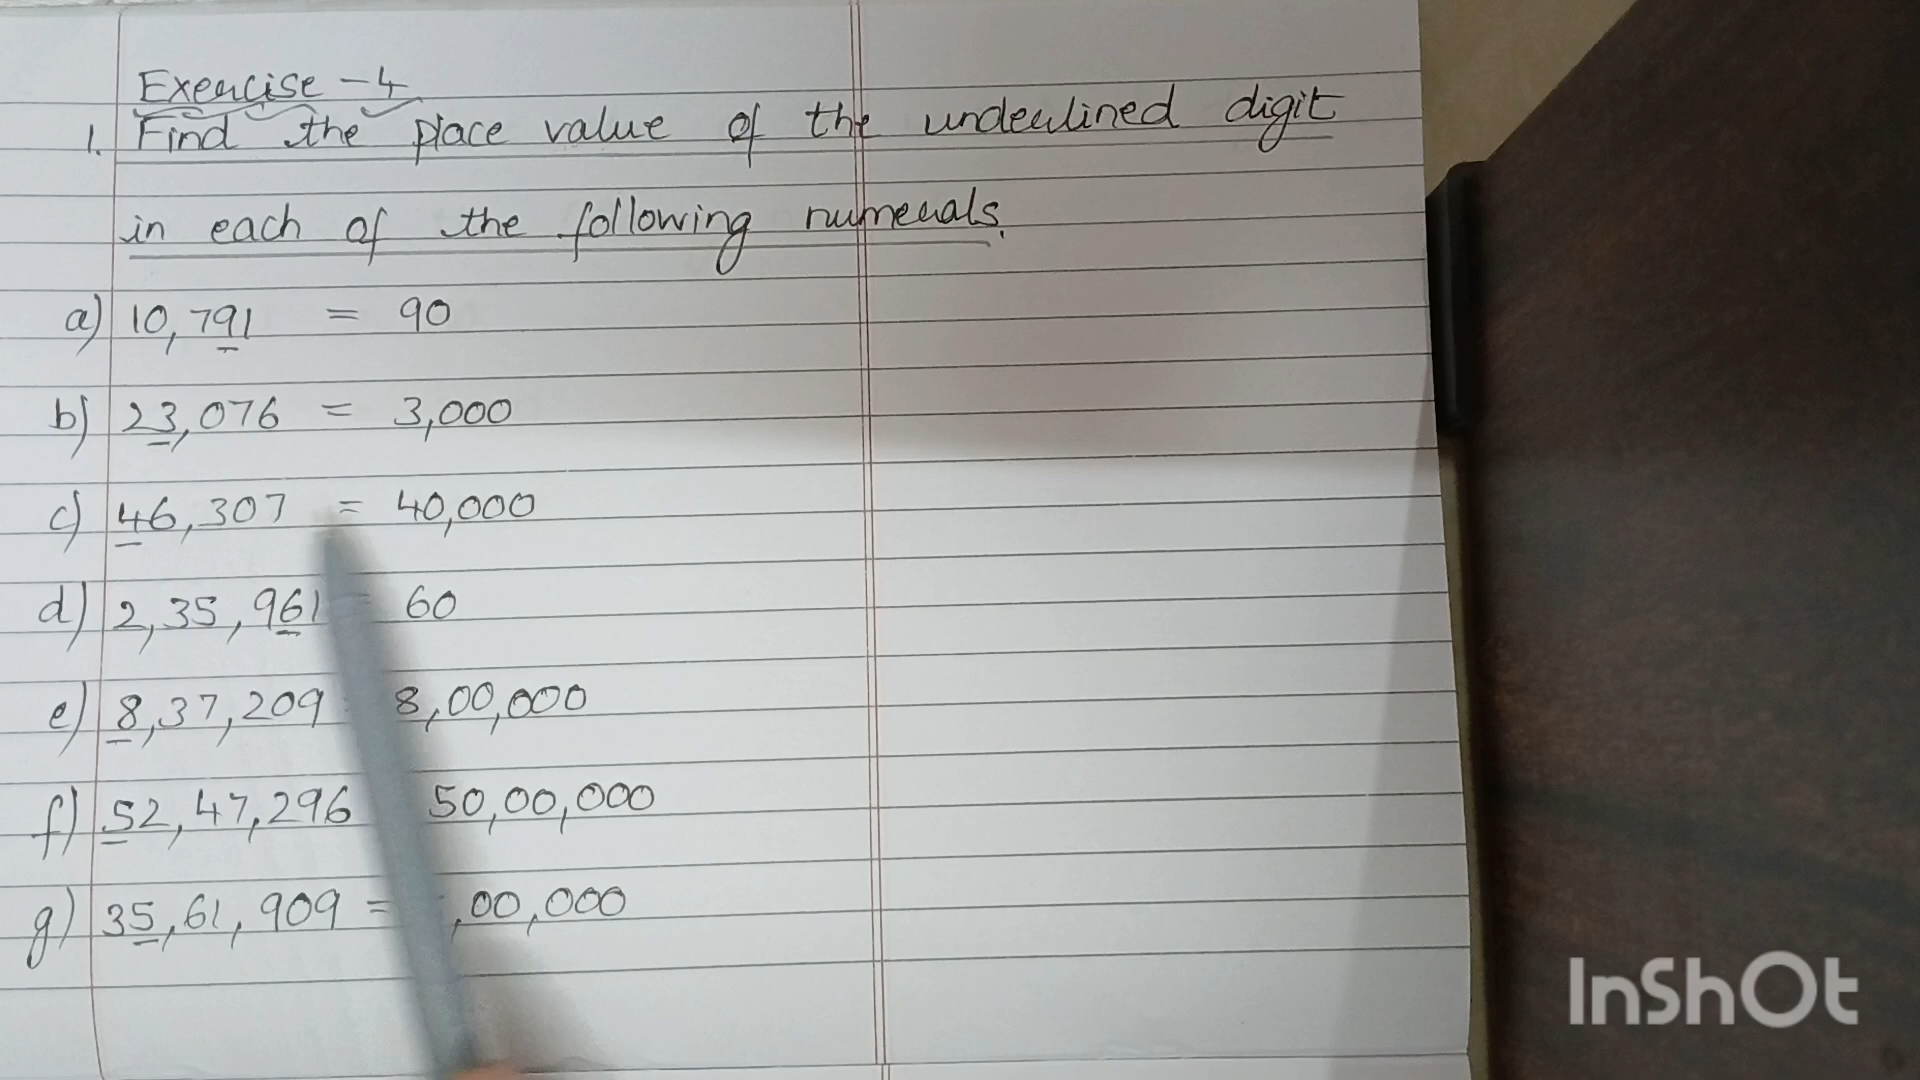 Exercise - 4
1. Find the place value of the underlined digit
in each of the following numerals.
a) 10,791 = 90
b) 23,076 = 3,000
c) 46,307 = 40,000
d) 2,35,961 = 60
e) 8,37,209 8,00,000
f) 52,47,296 50,00,000
g) 35,61,909 = ,00,000
InShOt